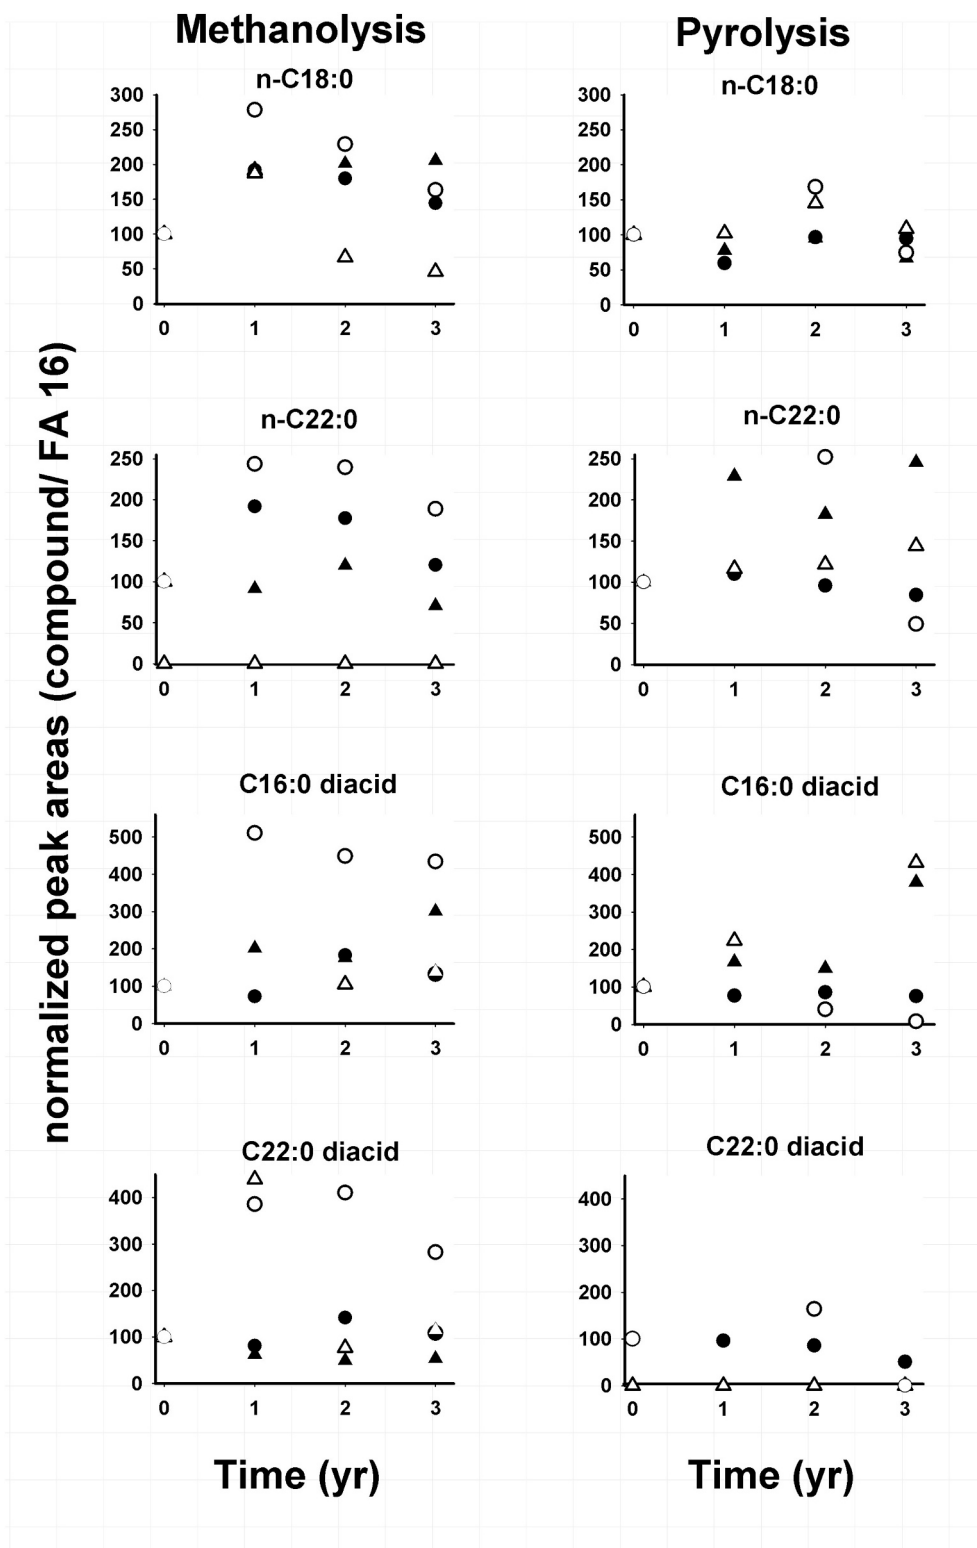 Methanolysis
Pyrolysis
normalized peak areas (compound/ FA 16)
n-C18:0
300
250
200
150
100
50
0
0 1 2 3
n-C18:0
300
250
200
150
100
50
0
0 1 2 3
n-C22:0
250
200
150
100
50
0
0 1 2 3
n-C22:0
250
200
150
100
50
0
0 1 2 3
C16:0 diacid
500
400
300
200
100
0
0 1 2 3
C16:0 diacid
500
400
300
200
100
0
0 1 2 3
C22:0 diacid
400
300
200
100
0
0 1 2 3
C22:0 diacid
400
300
200
100
0
0 1 2 3
Time (yr)
Time (yr)